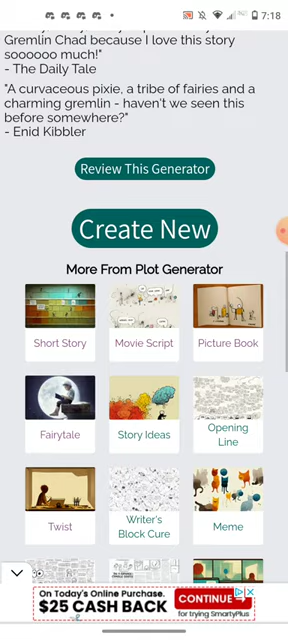 7:18
Gremlin Chad because I love this story
soooooo much!"
- The Daily Tale
"A curvaceous pixie, a tribe of fairies and a
charming gremlin - haven't we seen this
before somewhere?"
- Enid Kibbler
Review This Generator
Create New
More From Plot Generator
Short Story
Movie Script
Picture Book
Fairytale
Story Ideas
Opening
Line
Twist
Writer's
Block Cure
Meme
On Today's Online Purchase.
$25 CASH BACK
CONTINUE
for trying SmartyPlus